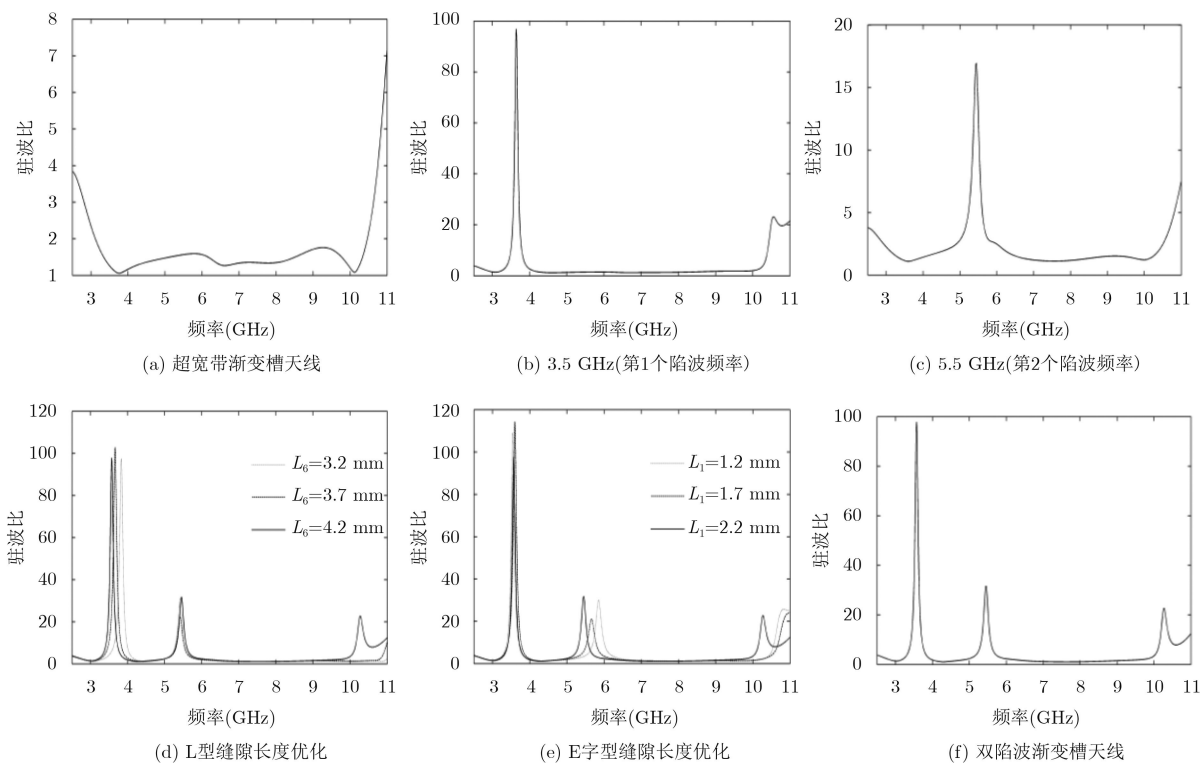 8
7
6
5
4
3
2
1
驻波比
3 4 5 6 7 8 9 10 11
频率(GHz)
(a) 超宽带渐变槽天线
100
80
60
40
20
0
驻波比
3 4 5 6 7 8 9 10 11
频率(GHz)
(b) 3.5 GHz(第1个陷波频率)
20
15
10
5
0
驻波比
3 4 5 6 7 8 9 10 11
频率(GHz)
(c) 5.5 GHz(第2个陷波频率)
120
100
80
60
40
20
0
驻波比
L6=3.2 mm
L6=3.7 mm
L6=4.2 mm
3 4 5 6 7 8 9 10 11
频率(GHz)
(d) L型缝隙长度优化
120
100
80
60
40
20
0
驻波比
L1=1.2 mm
L1=1.7 mm
L1=2.2 mm
3 4 5 6 7 8 9 10 11
频率(GHz)
(e) E字型缝隙长度优化
100
80
60
40
20
0
驻波比
3 4 5 6 7 8 9 10 11
频率(GHz)
(f) 双陷波渐变槽天线